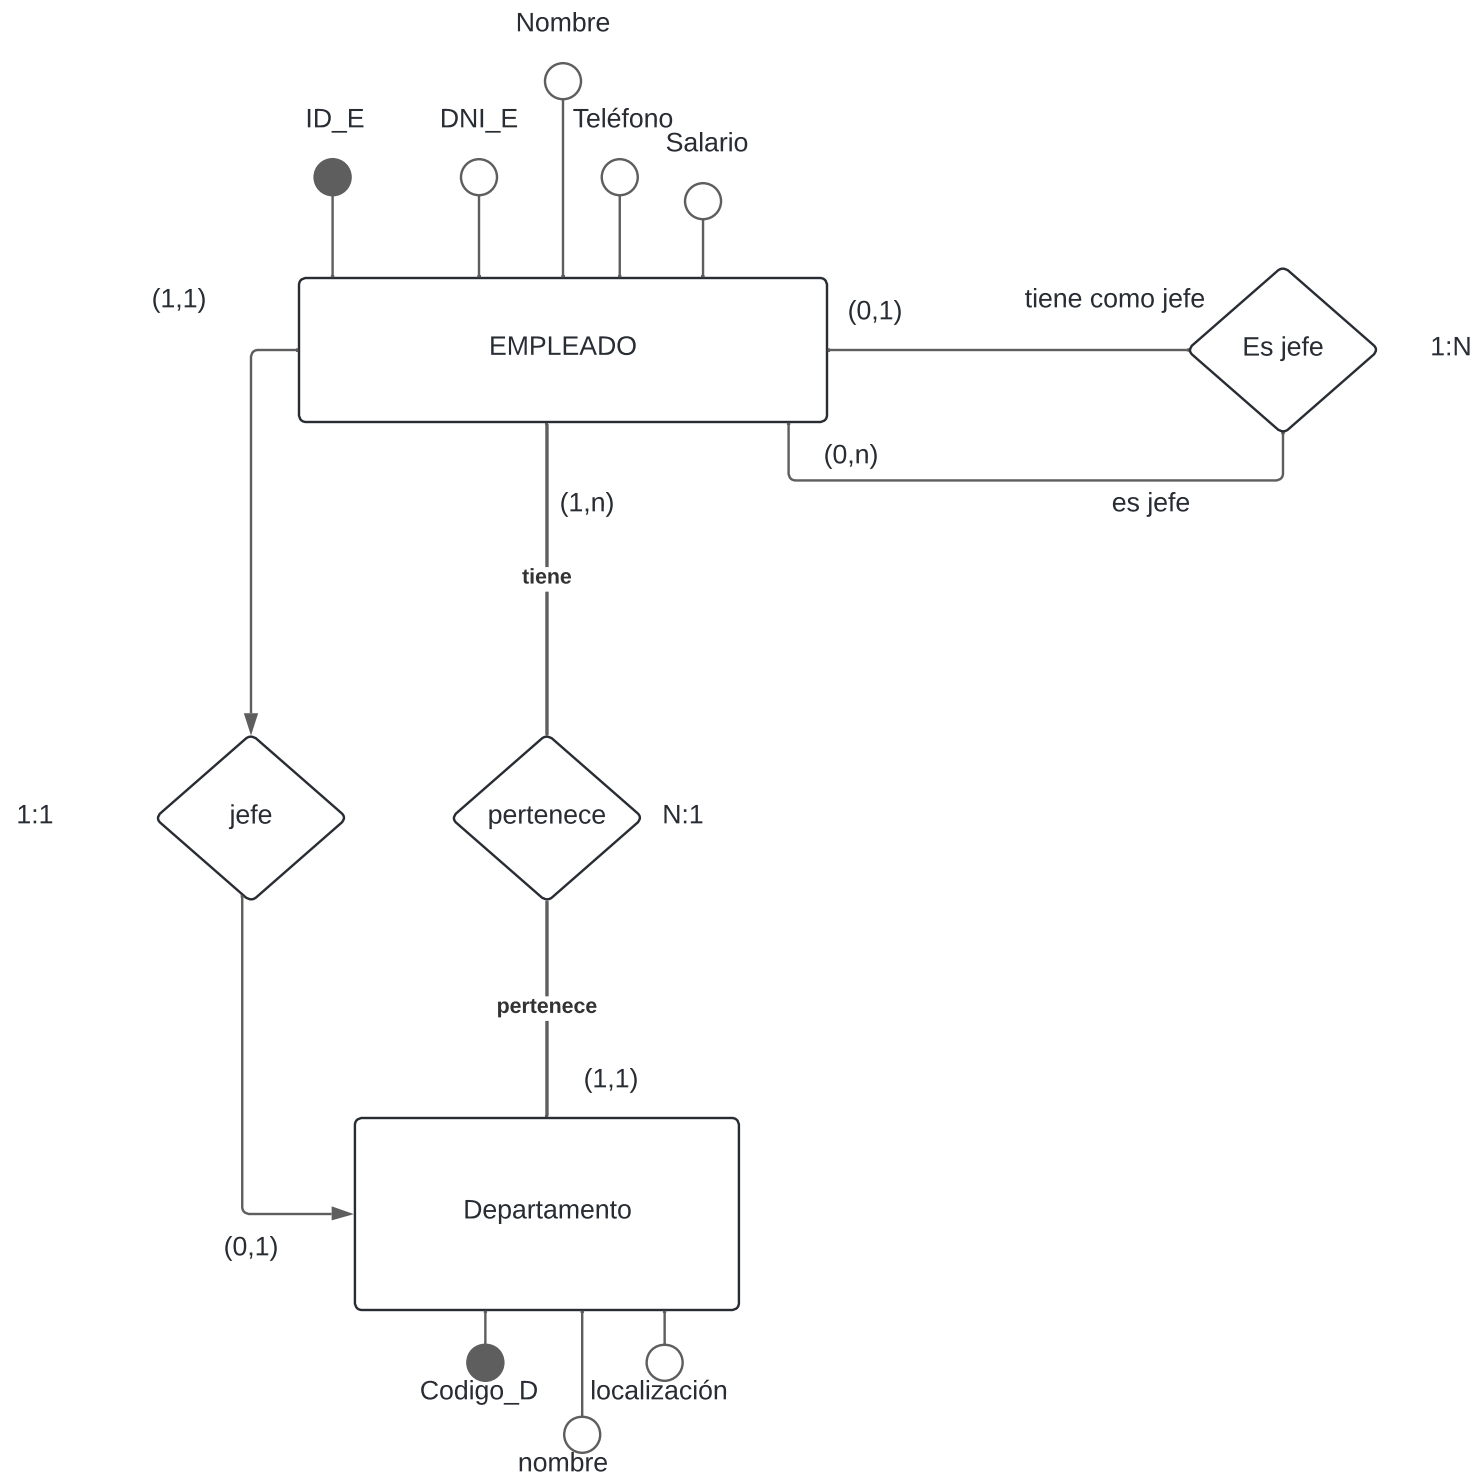 Nombre
ID_E
DNI_E
Teléfono
Salario
(1,1)
EMPLEADO
(0,1)
tiene como jefe
Es jefe
1:N
(0,n)
es jefe
(1,n)
tiene
1:1
jefe
pertenece
N:1
pertenece
(1,1)
Departamento
(0,1)
Codigo_D
localización
nombre